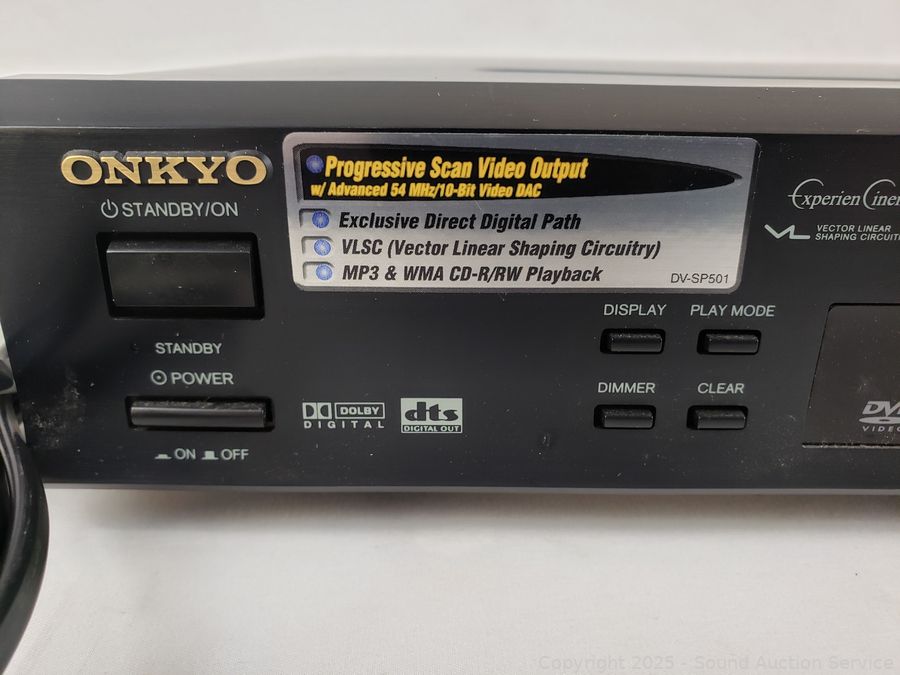 ONKYO
STANDBY/ON
Progressive Scan Video Output
w/ Advanced 54 MHz/10-Bit Video DAC
Exclusive Direct Digital Path
VLSC (Vector Linear Shaping Circuitry)
MP3 & WMA CD-R/RW Playback
DV-SP501
VECTOR LINEAR
SHAPING
DISPLAY
PLAY MODE
STANDBY
POWER
DIMMER
CLEAR
DOLBY
DIGITAL
dts
DIGITAL OUT
ON OFF
Copyright 2025 - Sound Auction Service